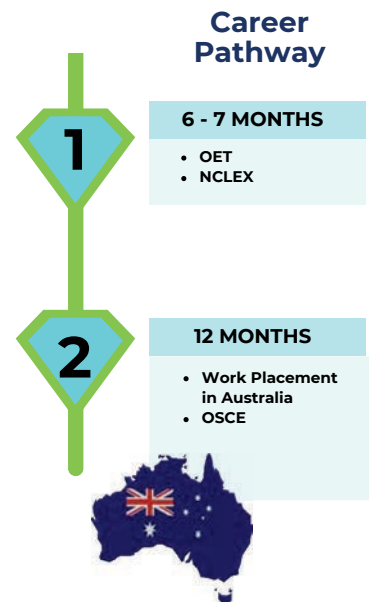 Career
Pathway
1
6 - 7 MONTHS
• OET
• NCLEX
2
12 MONTHS
• Work Placement
in Australia
• OSCE